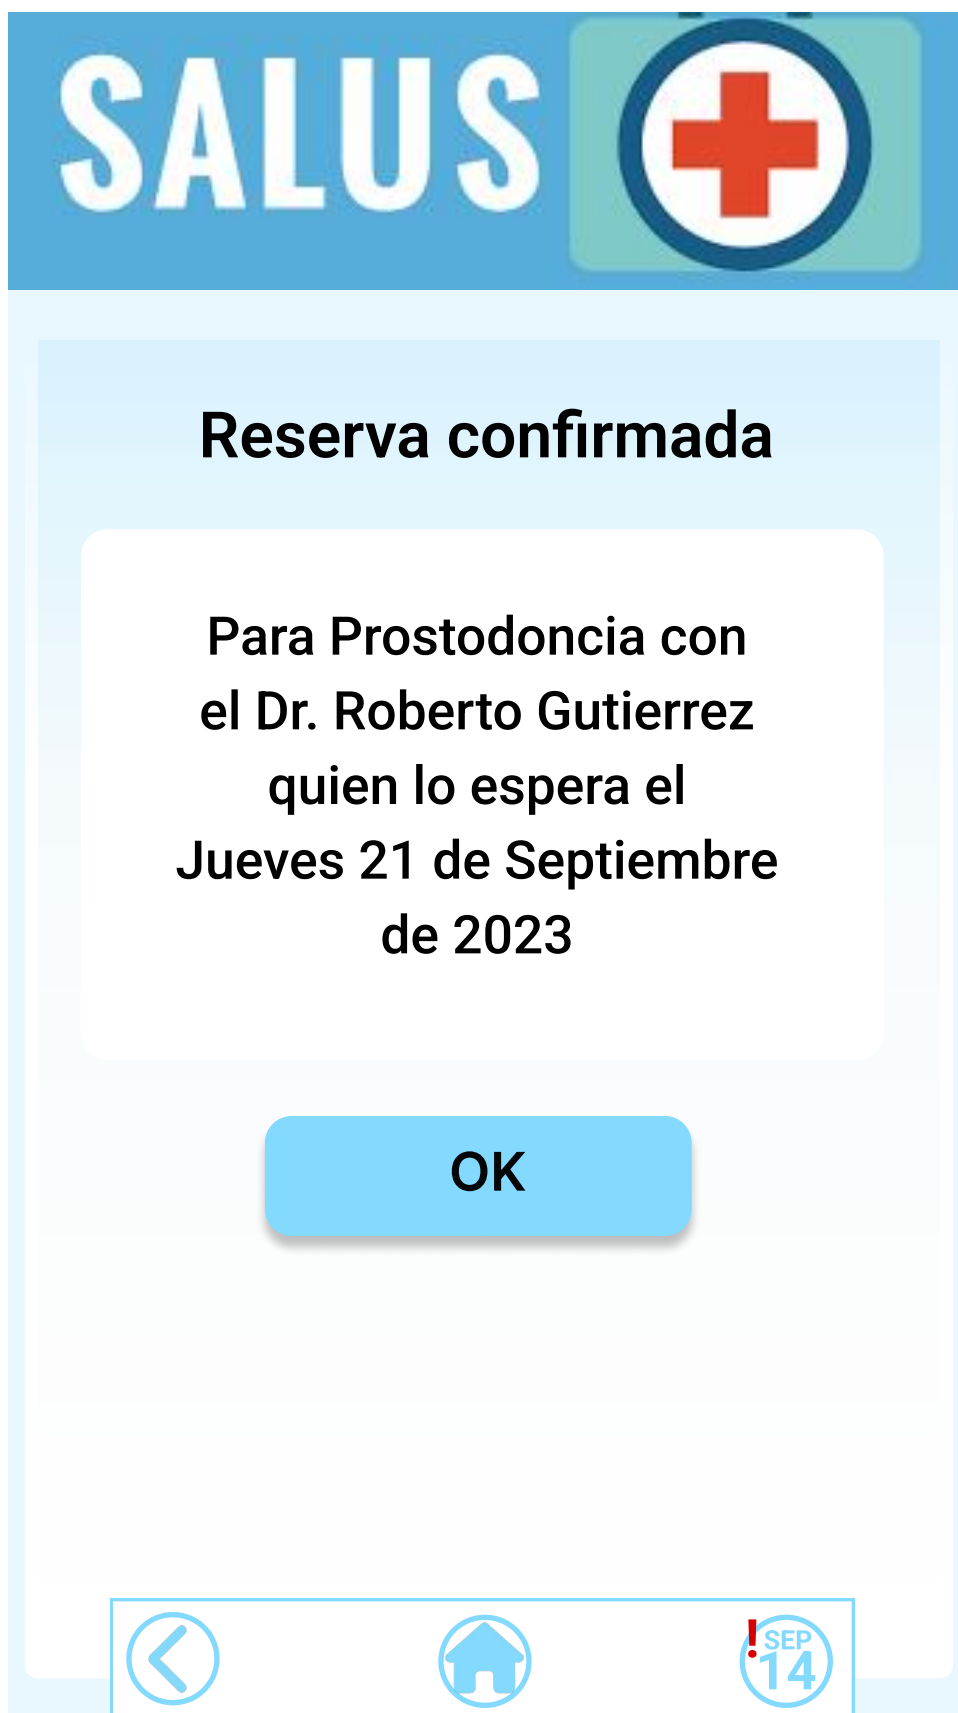 SALUS
Reserva confirmada
Para Prostodoncia con
el Dr. Roberto Gutierrez
quien lo espera el
Jueves 21 de Septiembre
de 2023
OK
!
SEP
14